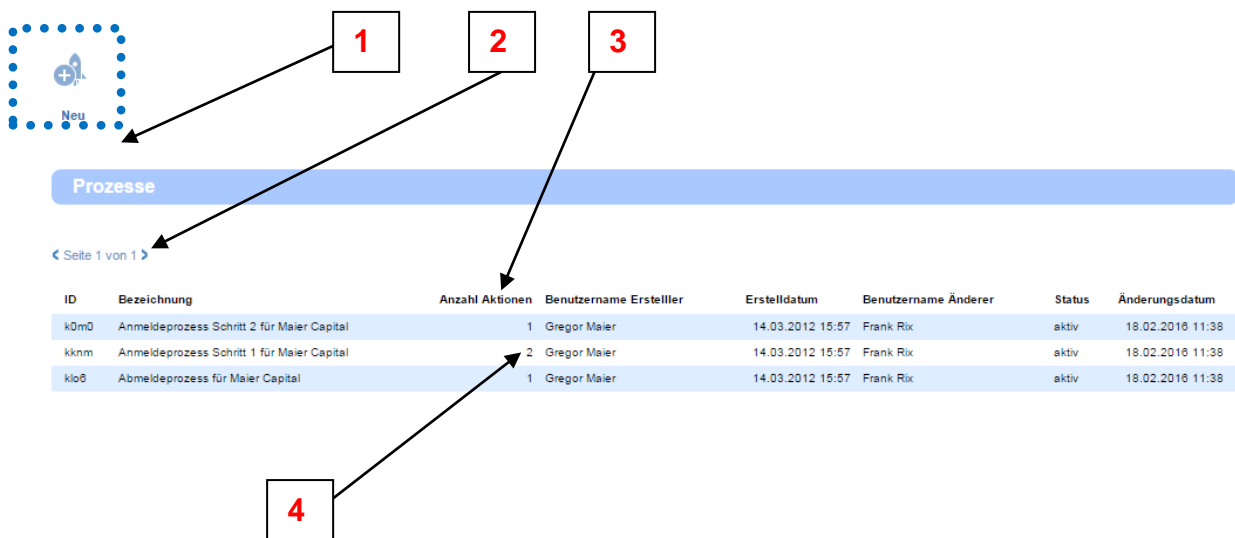 1 2 3
Neu
Prozesse
Seite 1 von 1
ID Bezeichnung Anzahl Aktionen Benutzername Erstelller Erstelldatum Benutzername Änderer Status Änderungsdatum
k0m0 Anmeldeprozess Schritt 2 für Maier Capital 1 Gregor Maier 14.03.2012 15:57 Frank Rix aktiv 18.02.2016 11:38
kknm Anmeldeprozess Schritt 1 für Maier Capital 2 Gregor Maier 14.03.2012 15:57 Frank Rix aktiv 18.02.2016 11:38
klo6 Abmeldeprozess für Maier Capital 1 Gregor Maier 14.03.2012 15:57 Frank Rix aktiv 18.02.2016 11:38
4